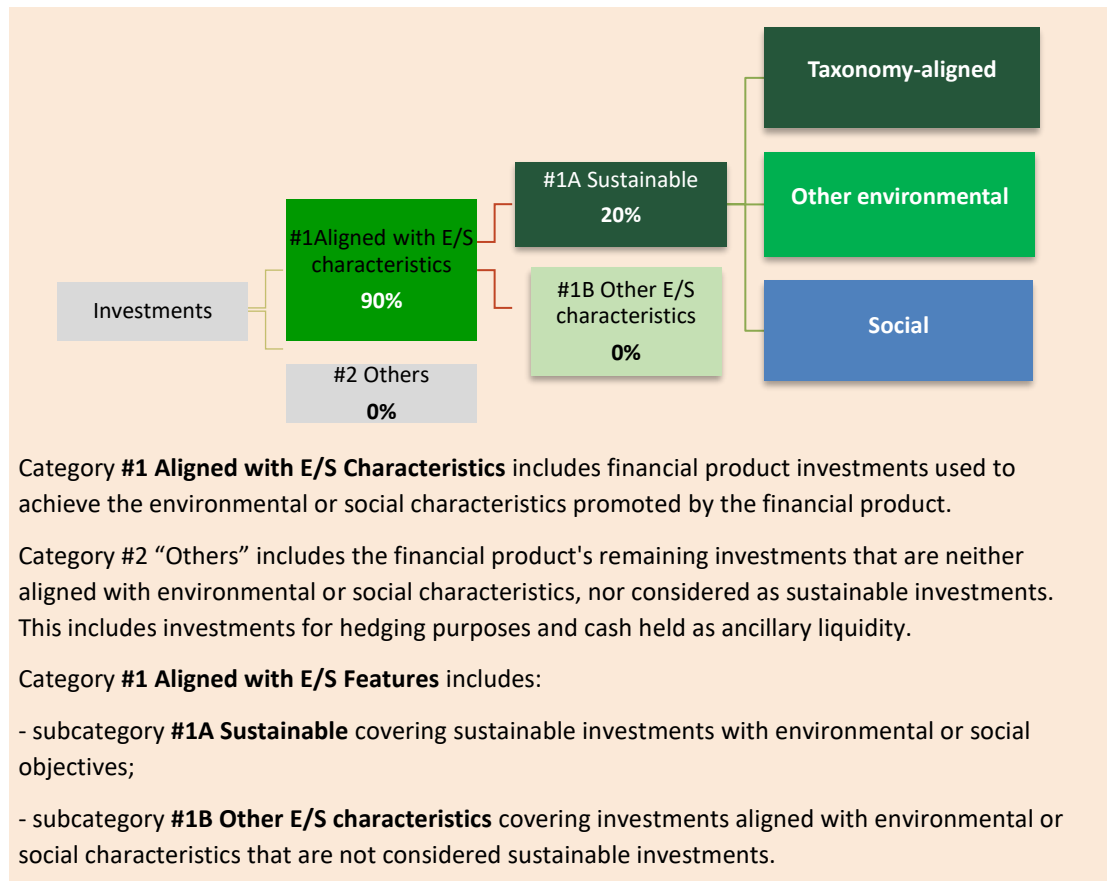 Taxonomy-aligned
#1A Sustainable
20%
Other environmental
#1Aligned with E/S
characteristics
90%
Investments
#1B Other E/S
characteristics
0%
Social
#2 Others
0%
Category #1 Aligned with E/S Characteristics includes financial product investments used to
achieve the environmental or social characteristics promoted by the financial product.
Category #2 “Others” includes the financial product's remaining investments that are neither
aligned with environmental or social characteristics, nor considered as sustainable investments.
This includes investments for hedging purposes and cash held as ancillary liquidity.
Category #1 Aligned with E/S Features includes:
- subcategory #1A Sustainable covering sustainable investments with environmental or social
objectives;
- subcategory #1B Other E/S characteristics covering investments aligned with environmental or
social characteristics that are not considered sustainable investments.